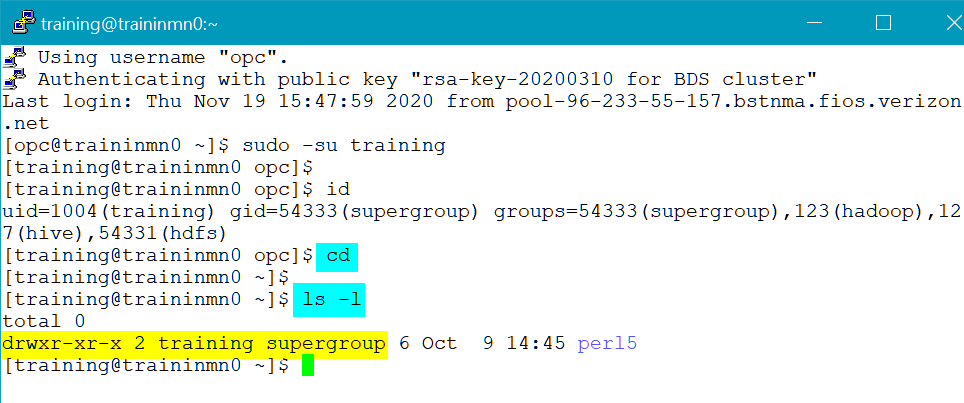 training@traininmn0:~
Using username "opc".
Authenticating with public key "rsa-key-20200310 for BDS cluster"
Last login: Thu Nov 19 15:47:59 2020 from pool-96-233-55-157.bstnma.fios.verizon
.net
[opc@traininmn0 ~]$ sudo -su training
[training@traininmn0 opc]$
[training@traininmn0 opc]$ id
uid=1004(training) gid=54333(supergroup) groups=54333(supergroup),123(hadoop),12
7(hive),54331(hdfs)
[training@traininmn0 opc]$ cd
[training@traininmn0 ~]$
[training@traininmn0 ~]$ ls -l
total 0
drwxr-xr-x 2 training supergroup 6 Oct  9 14:45 perl5
[training@traininmn0 ~]$